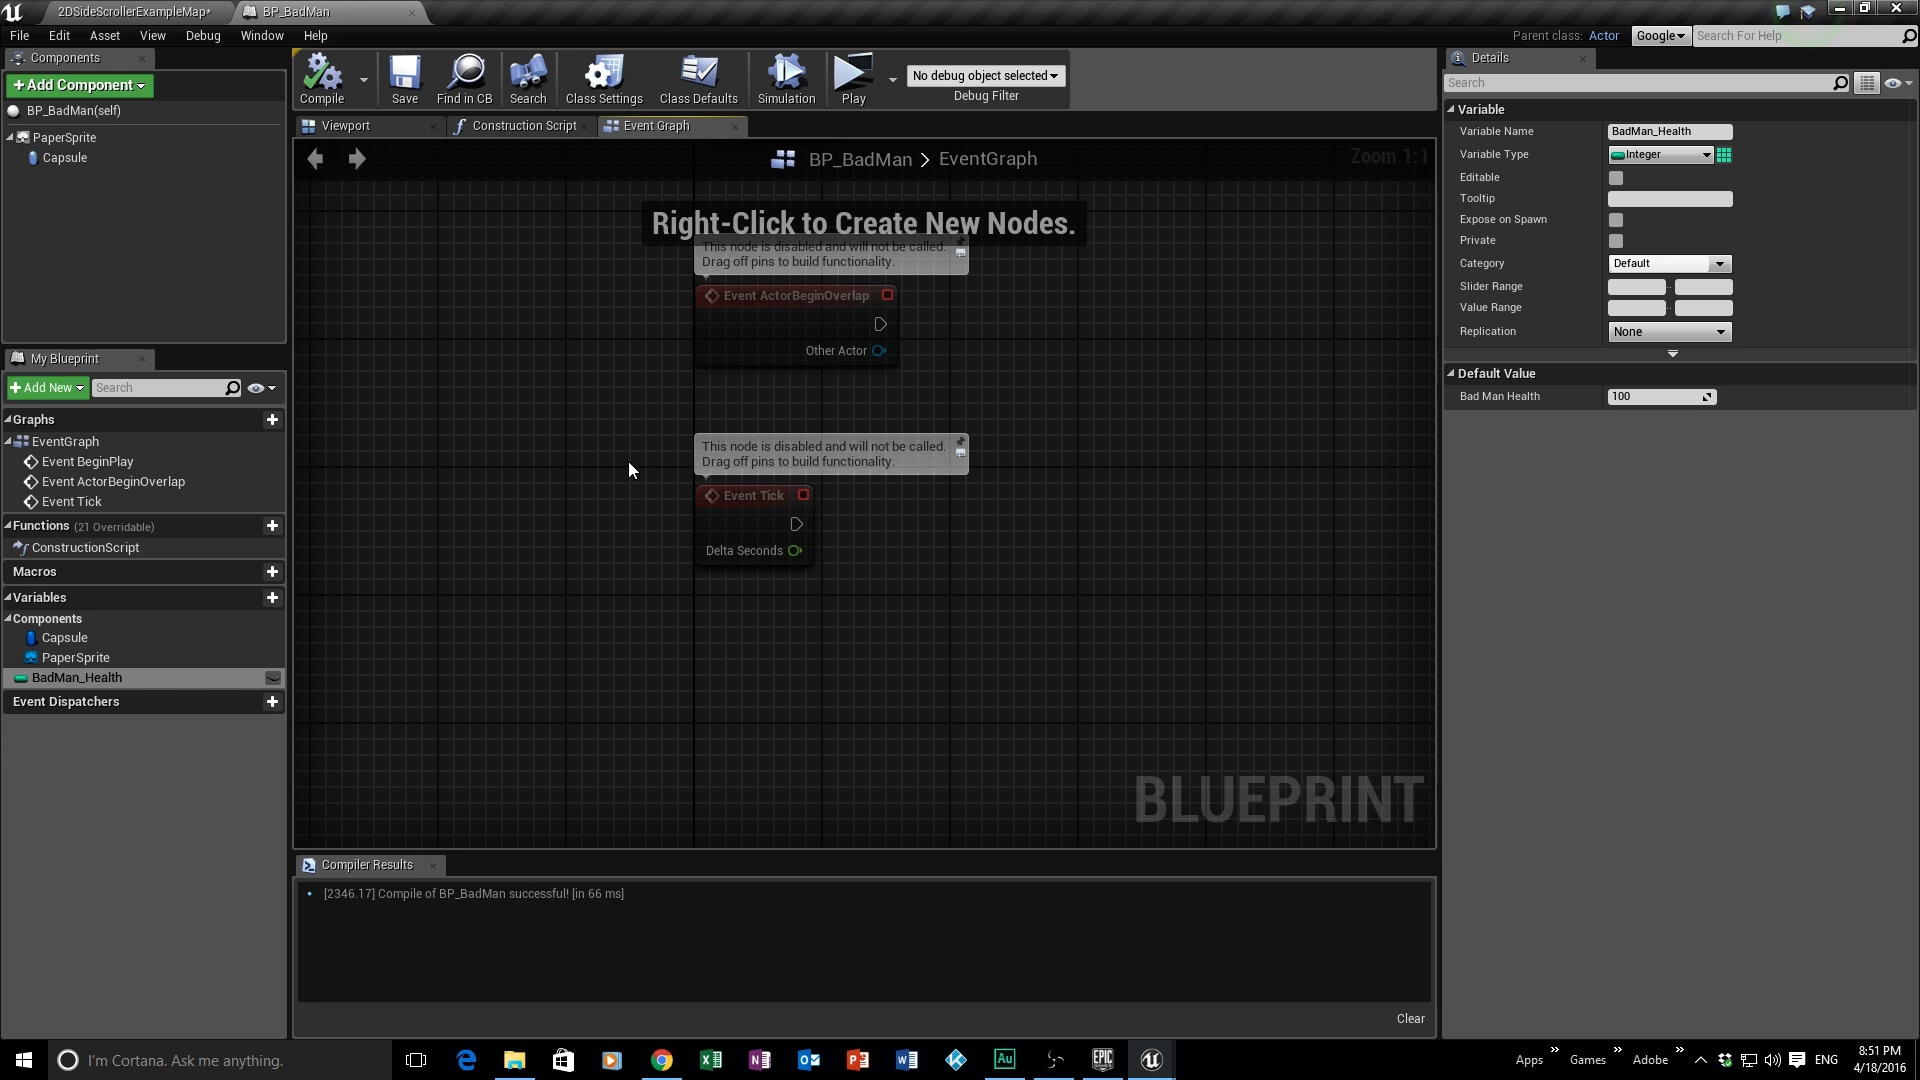 2DSideScrollerExampleMap*
BP_BadMan
File Edit Asset View Debug Window Help
Parent class: Actor Google Search For Help
Components
+Add Component
BP_BadMan(self)
PaperSprite
Capsule
Compile Save Find in CB Search Class Settings Class Defaults Simulation Play
No debug object selected
Debug Filter
Viewport Construction Script Event Graph
BP_BadMan > EventGraph
Zoom 1:1
Right-Click to Create New Nodes.
This node is disabled and will not be called.
Drag off pins to build functionality.
Event ActorBeginOverlap
Other Actor
This node is disabled and will not be called.
Drag off pins to build functionality.
Event Tick
Delta Seconds
BLUEPRINT
My Blueprint
+Add New Search
Graphs
EventGraph
Event BeginPlay
Event ActorBeginOverlap
Event Tick
Functions (21 Overridable)
ConstructionScript
Macros
Variables
Components
Capsule
PaperSprite
BadMan_Health
Event Dispatchers
Compiler Results
[2346.17] Compile of BP_BadMan successful! [in 66 ms]
Clear
Details
Search
Variable
Variable Name BadMan_Health
Variable Type Integer
Editable
Tooltip
Expose on Spawn
Private
Category Default
Slider Range
Value Range
Replication None
Default Value
Bad Man Health 100
I'm Cortana. Ask me anything.
Au
EPIC
Apps Games Adobe ENG
8:51 PM
4/18/2016